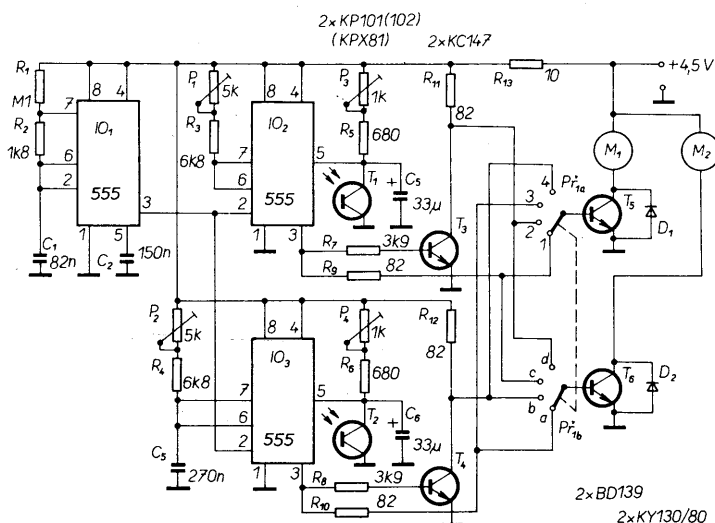 2×KP101(102)
(KPX81)
2×KC147
R1
M1
R2
1k8
7
6
2
8
4
IO1
555
3
1
5
C1
82n
C2
150n
P1
5k
R3
6k8
7
6
2
8
4
IO2
555
5
1
3
P3
1k
R5
680
T1
+
C5
33µ
R7
3k9
R9
82
R11
82
T3
R13
10
+4,5 V
M1
M2
4
3
2
1
Př1a
T5
D1
P2
5k
R4
6k8
C5
270n
7
6
2
8
4
IO3
555
5
1
3
P4
1k
R6
680
T2
+
C6
33µ
R8
3k9
R10
82
R12
82
T4
d
c
b
a
Př1b
T6
D2
2×BD139
2×KY130/80